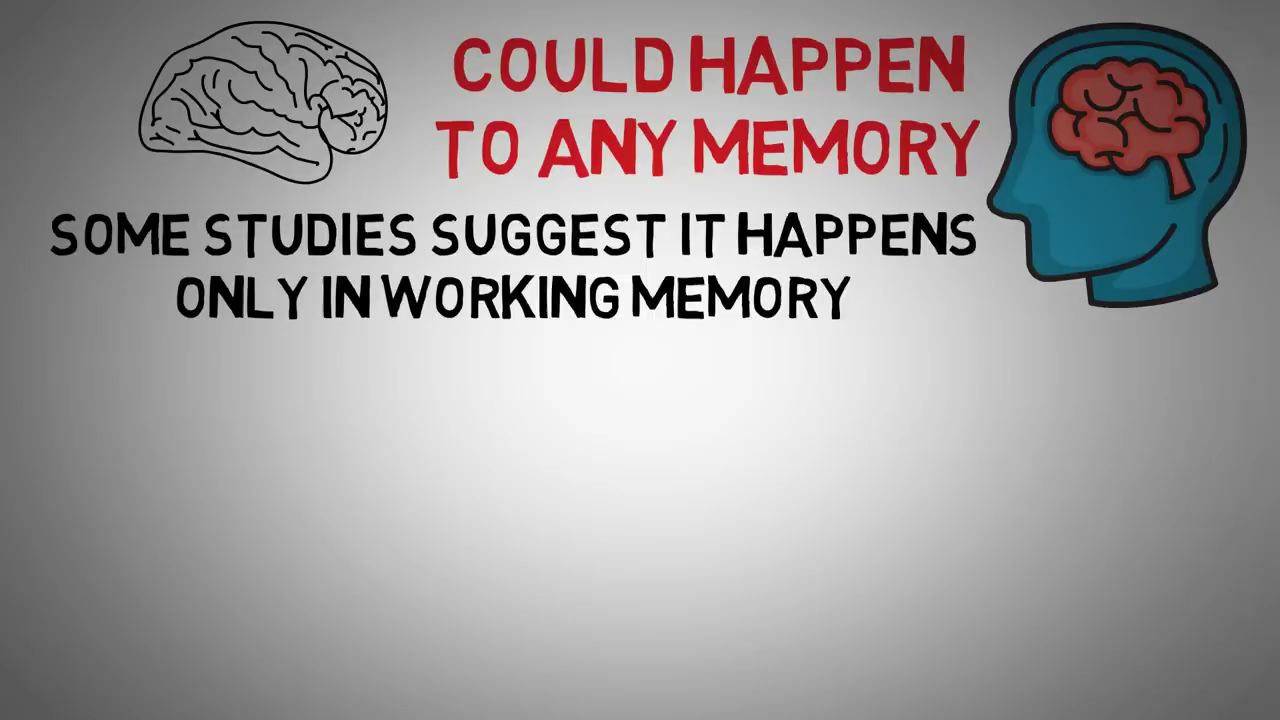 COULD HAPPEN
TO ANY MEMORY
SOME STUDIES SUGGEST IT HAPPENS
ONLY IN WORKING MEMORY